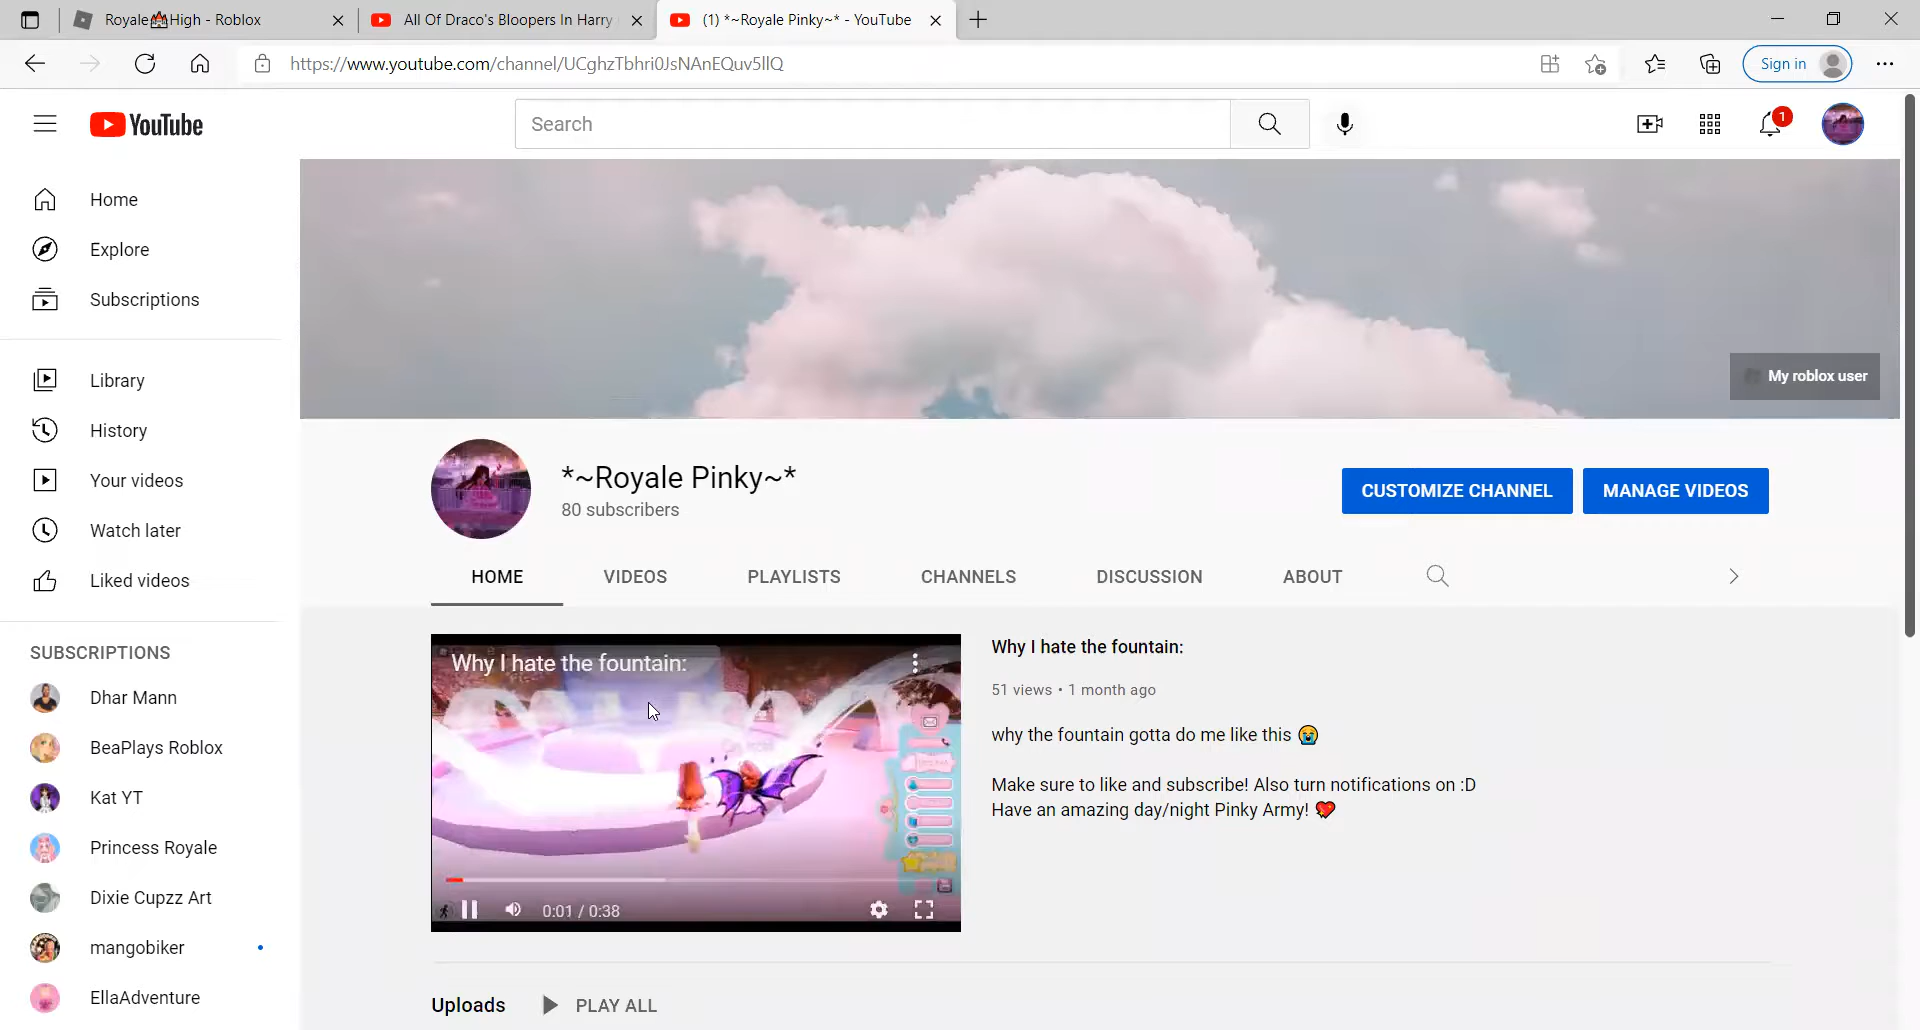 Royale🏰High - Roblox
All Of Draco's Bloopers In Harry
(1) *~Royale Pinky~* - YouTube
https://www.youtube.com/channel/UCghzTbhri0JsNAnEQuv5llQ
Sign in
YouTube
Search
1
Home
Explore
Subscriptions
Library
History
Your videos
Watch later
Liked videos
SUBSCRIPTIONS
Dhar Mann
BeaPlays Roblox
Kat YT
Princess Royale
Dixie Cupzz Art
mangobiker
EllaAdventure
My roblox user
*~Royale Pinky~*
80 subscribers
CUSTOMIZE CHANNEL
MANAGE VIDEOS
HOME
VIDEOS
PLAYLISTS
CHANNELS
DISCUSSION
ABOUT
Why I hate the fountain:
0:01 / 0:38
Why I hate the fountain:
51 views • 1 month ago
why the fountain gotta do me like this 😭
Make sure to like and subscribe! Also turn notifications on :D
Have an amazing day/night Pinky Army! 💖
Uploads
PLAY ALL